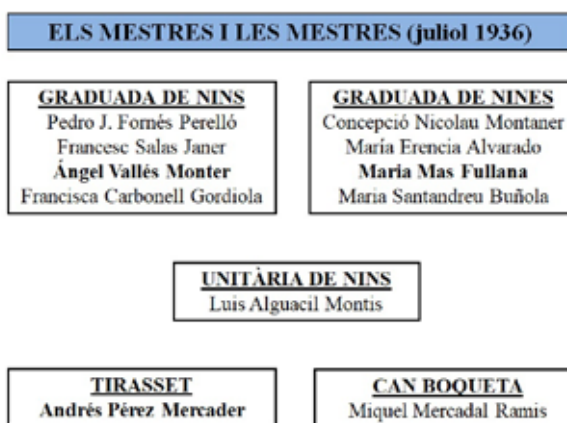 ELS MESTRES I LES MESTRES (juliol 1936)
GRADUADA DE NINS
Pedro J. Fornés Perelló
Francesc Salas Janer
Ángel Vallés Monter
Francisca Carbonell Gordiola
GRADUADA DE NINES
Concepció Nicolau Montaner
María Erencia Alvarado
Maria Mas Fullana
Maria Santandreu Buñola
UNITÀRIA DE NINS
Luis Alguacil Montis
TIRASSET
Andrés Pérez Mercader
CAN BOQUETA
Miquel Mercadal Ramis